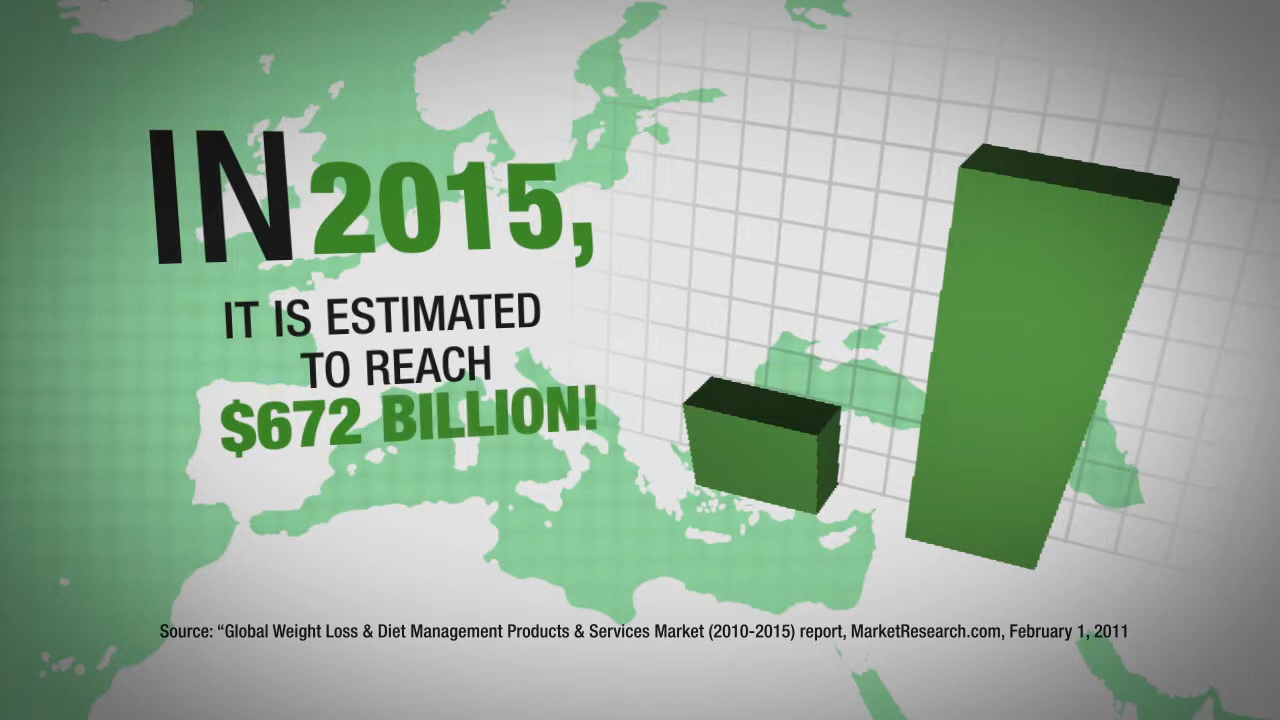 IN 2015,
IT IS ESTIMATED
TO REACH
$672 BILLION!
Source: “Global Weight Loss & Diet Management Products & Services Market (2010-2015) report, MarketResearch.com, February 1, 2011